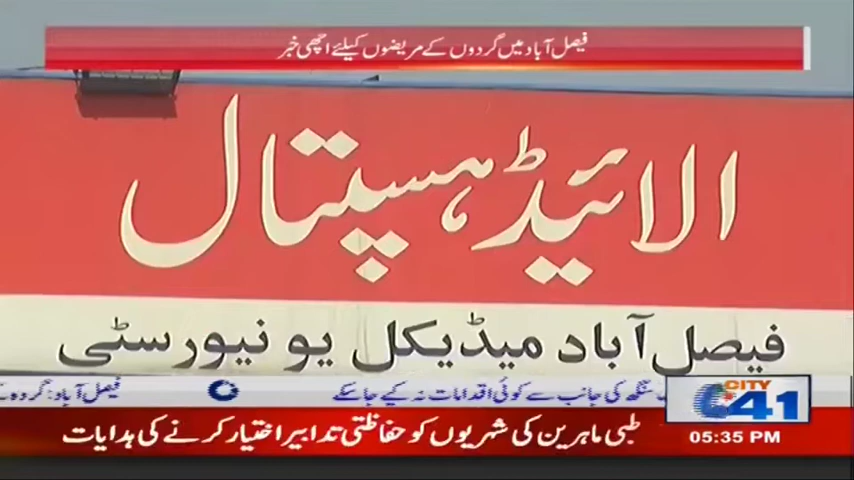 فیصل آباد میں گردوں کے مریضوں کیلئے اچھی خبر
الائیڈ ہسپتال
فیصل آباد میڈیکل یونیورسٹی
کی جانب سے کوئی اقدامات نہ کیے جا سکے
فیصل آباد: گردوں
CITY
41
طبی ماہرین کی شہریوں کو حفاظتی تدابیر اختیار کرنے کی ہدایات
05:35 PM